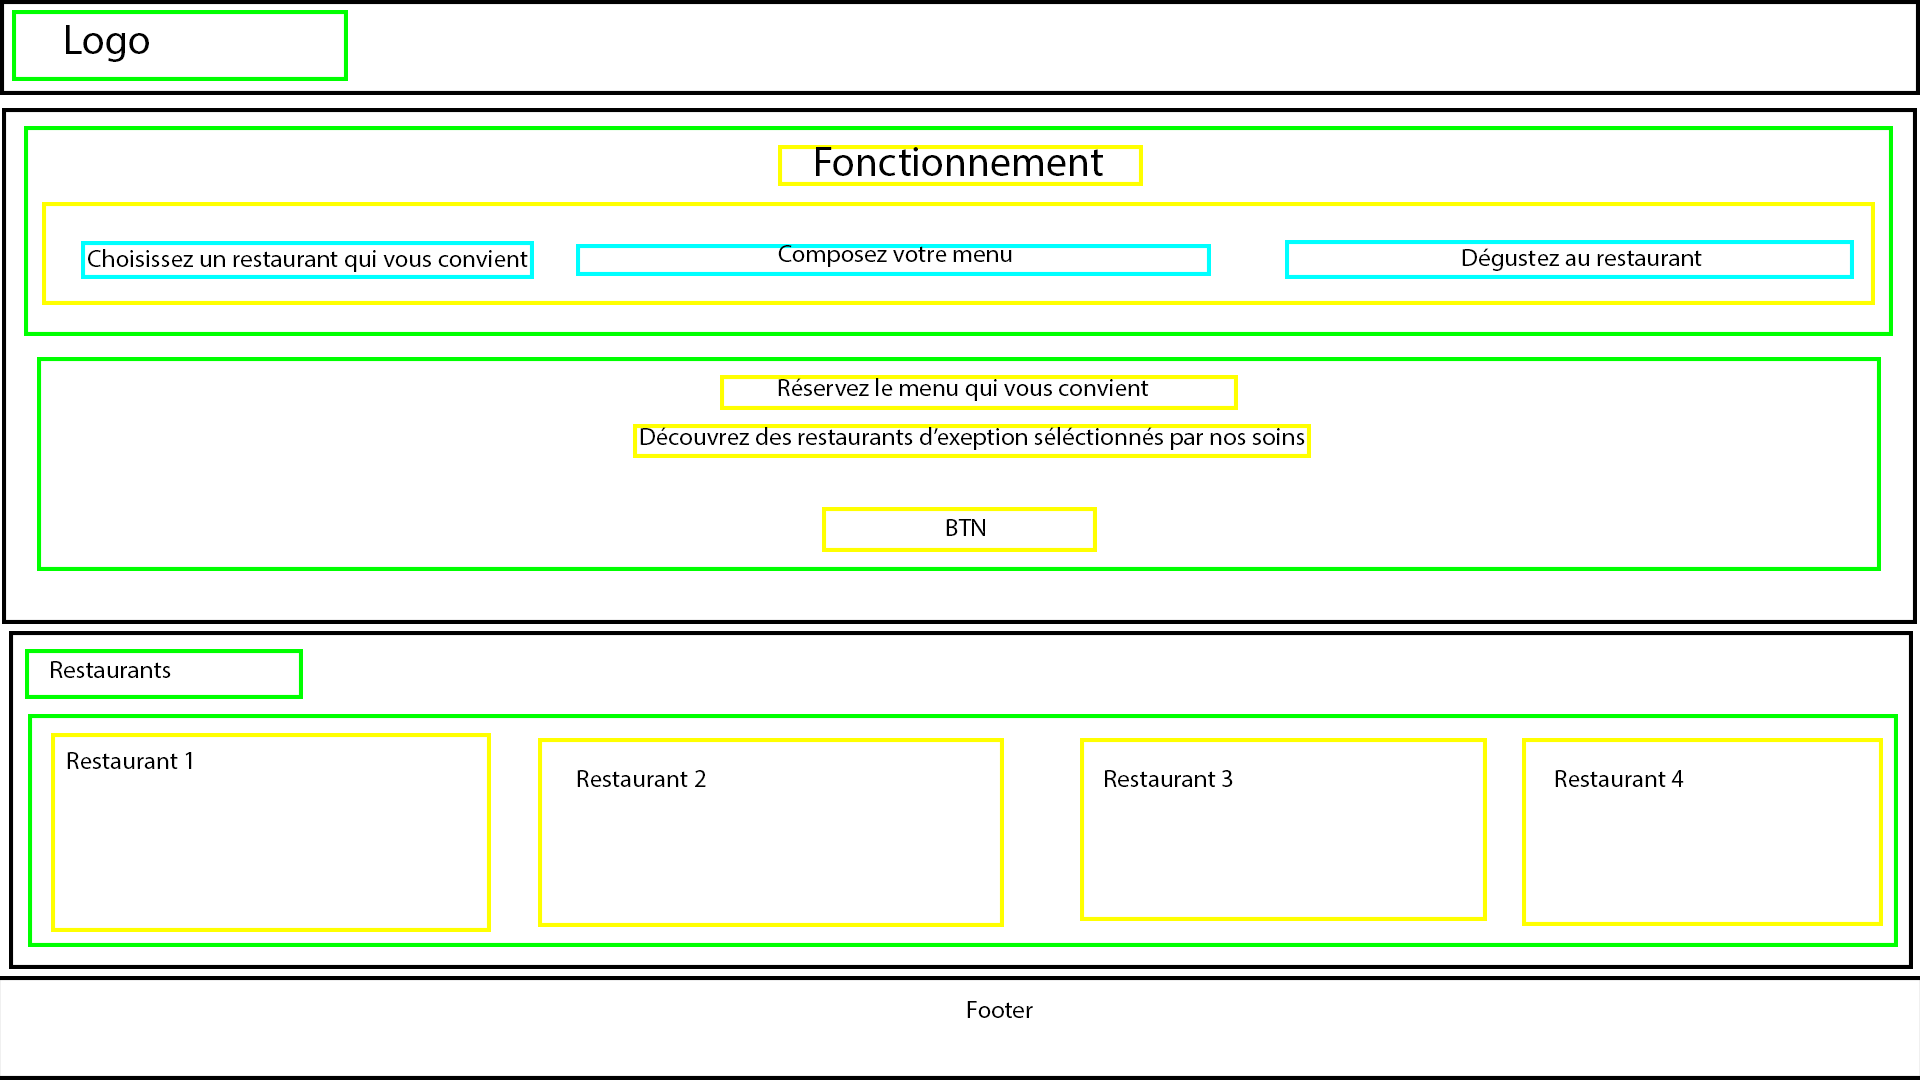 Logo
Fonctionnement
Choisissez un restaurant qui vous convient
Composez votre menu
Dégustez au restaurant
Réservez le menu qui vous convient
Découvrez des restaurants d’exeption séléctionnés par nos soins
BTN
Restaurants
Restaurant 1
Restaurant 2
Restaurant 3
Restaurant 4
Footer